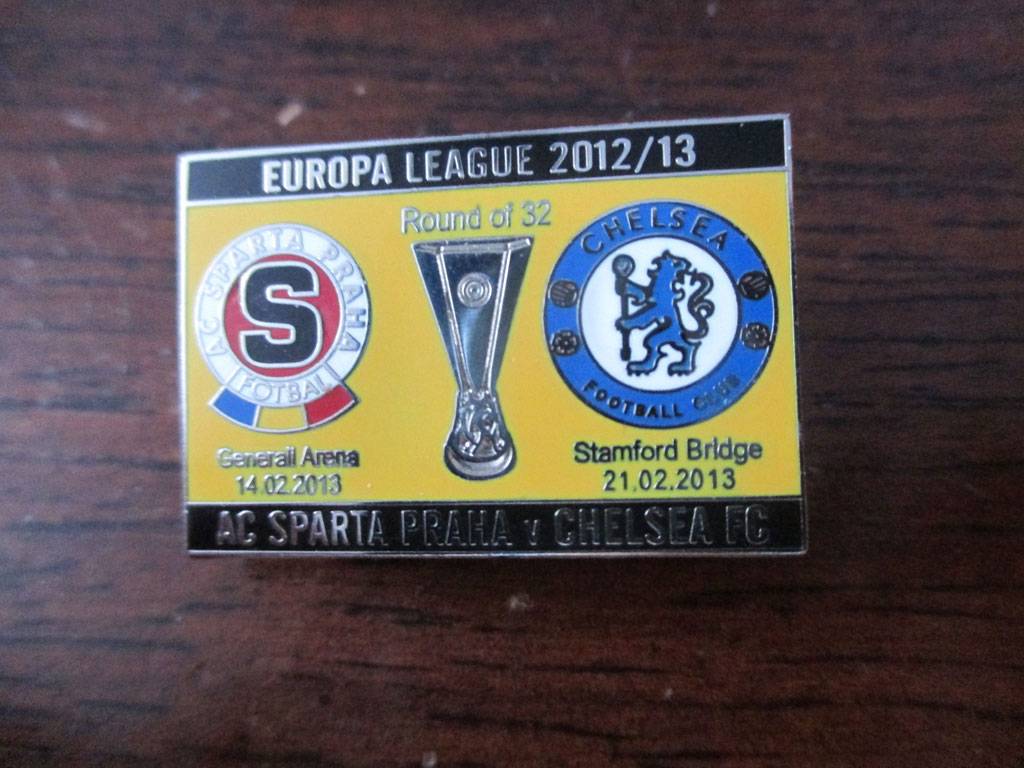 EUROPA LEAGUE 2012/13
Round of 32
AC SPARTA PRAHA
S
FOTBAL
CHELSEA
FOOTBALL CLUB
Generali Arena
14.02.2013
Stamford Bridge
21.02.2013
AC SPARTA PRAHA v CHELSEA FC